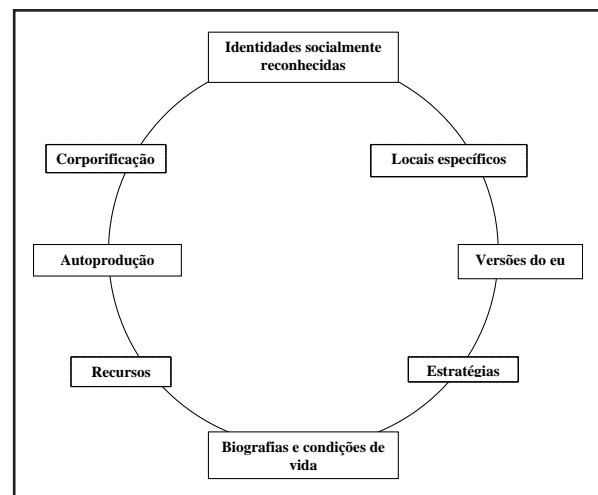 Identidades socialmente
reconhecidas
Corporificação
Locais específicos
Autoprodução
Versões do eu
Recursos
Estratégias
Biografias e condições de
vida